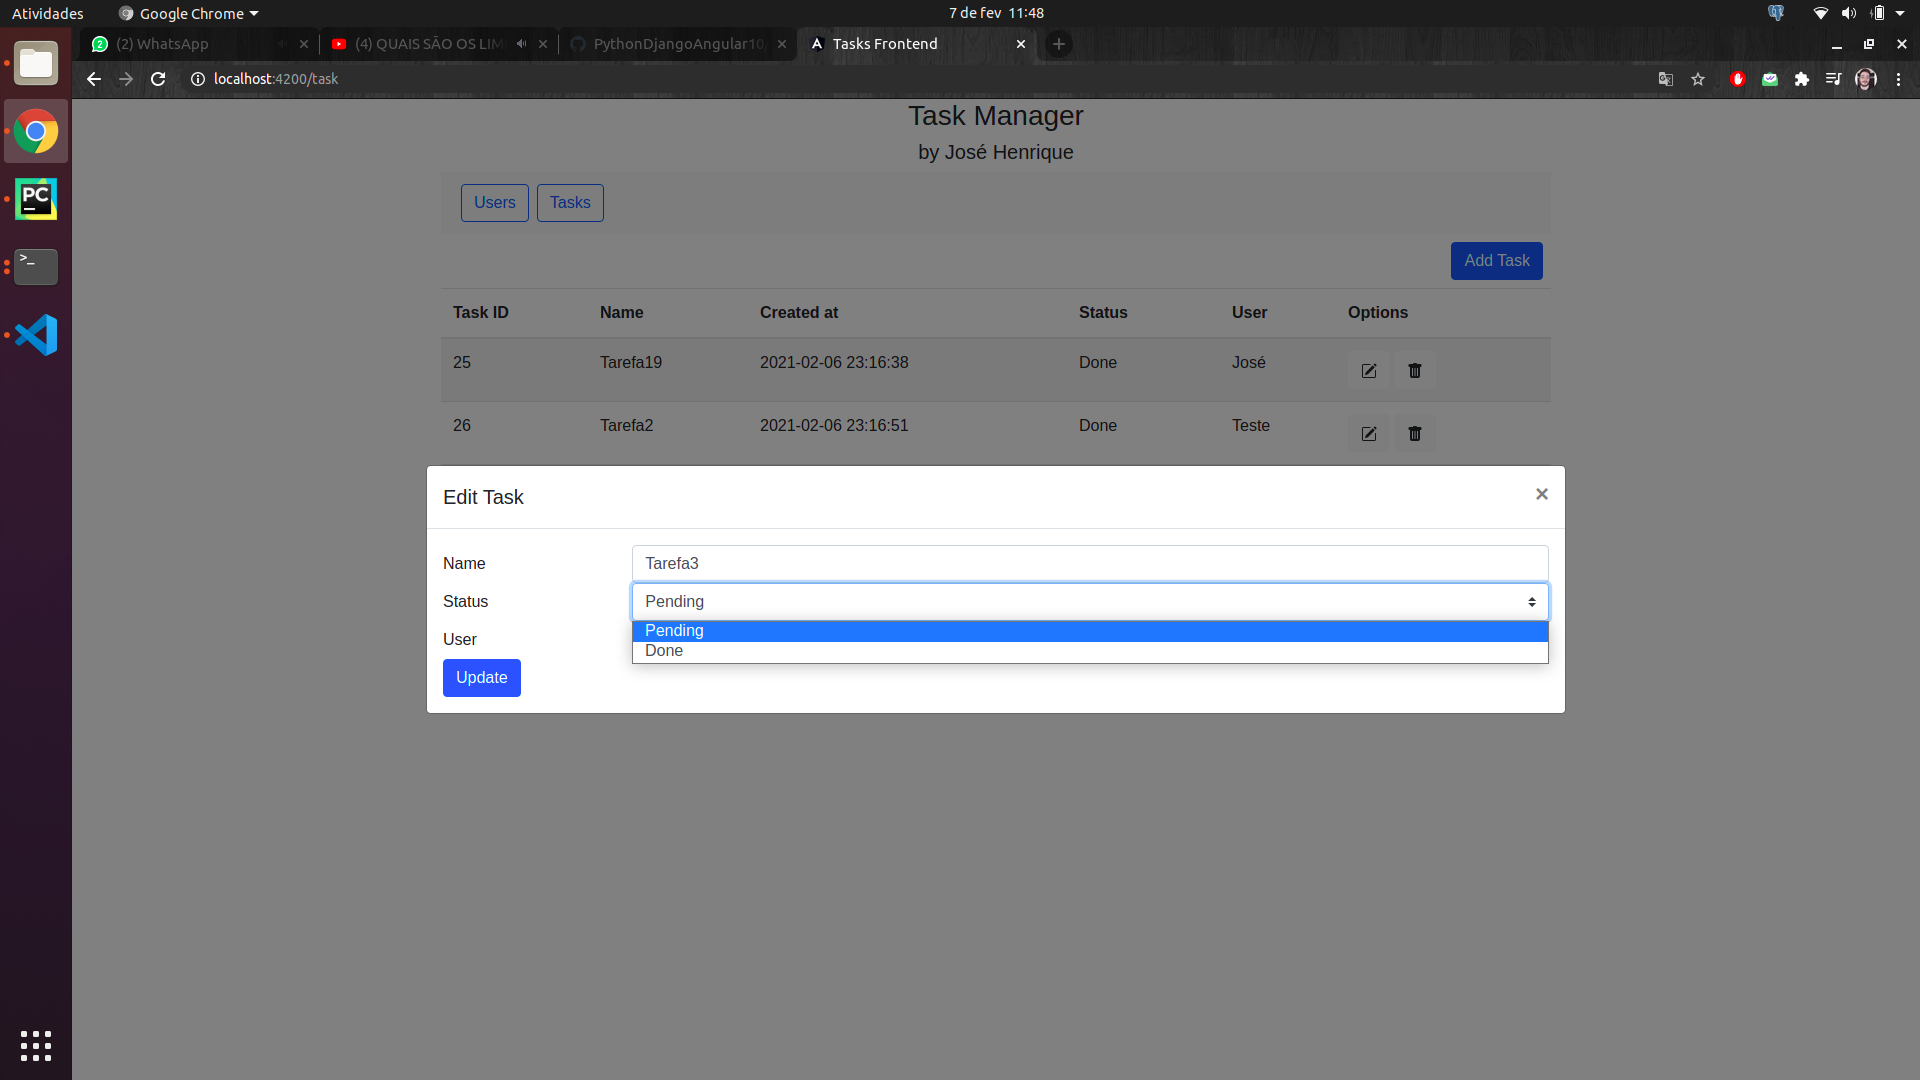 Atividades Google Chrome 7 de fev 11:48
(2) WhatsApp (4) QUAIS SÃO OS LIM PythonDjangoAngular10 Tasks Frontend
localhost:4200/task
Task Manager
by José Henrique
Users Tasks
Add Task
Task ID Name Created at Status User Options
25 Tarefa19 2021-02-06 23:16:38 Done José
26 Tarefa2 2021-02-06 23:16:51 Done Teste
Edit Task ×
Name Tarefa3
Status Pending
Pending
User
Done
Update
PC
>_